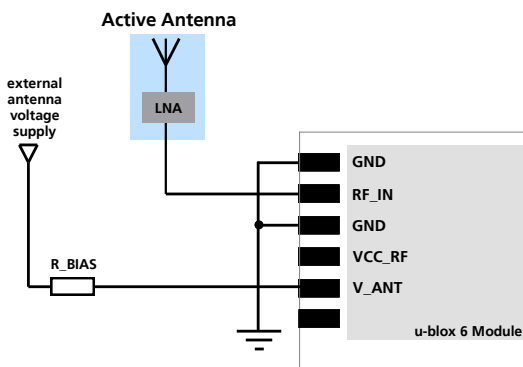 Active Antenna
external
antenna
voltage
supply
LNA
GND
RF_IN
GND
VCC_RF
R_BIAS
V_ANT
u-blox 6 Module